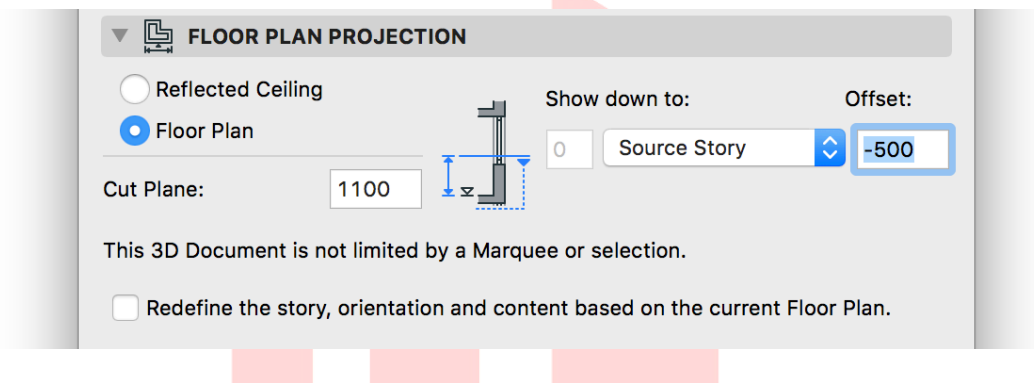 FLOOR PLAN PROJECTION
Reflected Ceiling
Floor Plan
Cut Plane: 1100
Show down to: Offset:
0 Source Story -500
This 3D Document is not limited by a Marquee or selection.
Redefine the story, orientation and content based on the current Floor Plan.